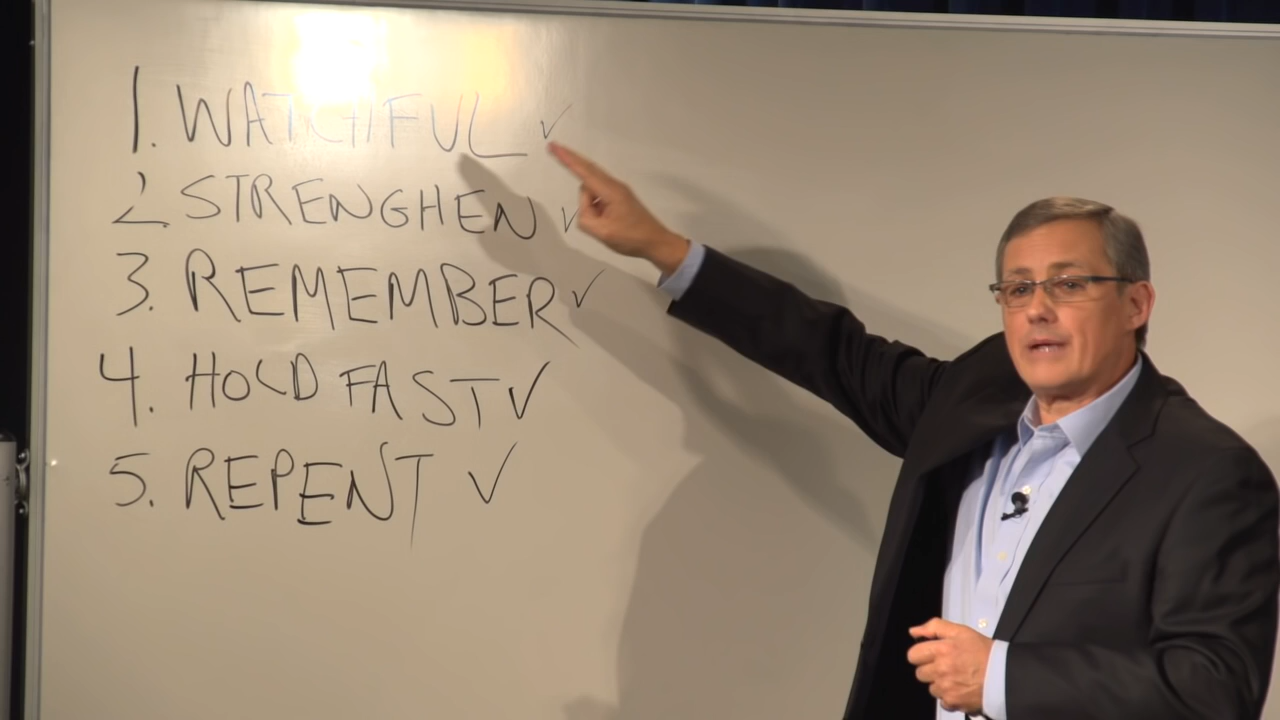 1. WATCHFUL ✓
2. STRENGHEN ✓
3. REMEMBER ✓
4. HOLD FAST ✓
5. REPENT ✓